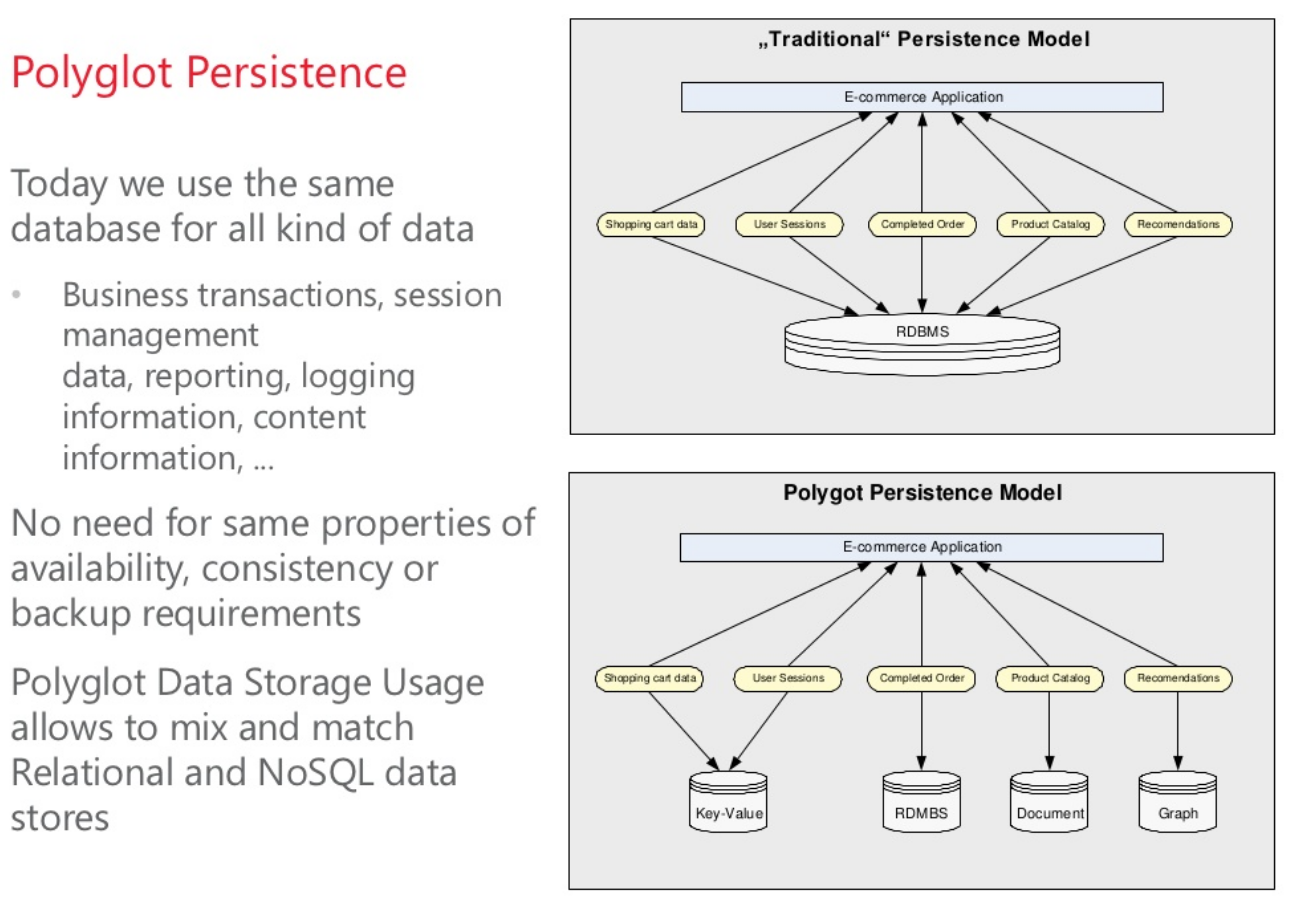 Polyglot Persistence
Today we use the same
database for all kind of data
• Business transactions, session
management
data, reporting, logging
information, content
information, ...
No need for same properties of
availability, consistency or
backup requirements
Polyglot Data Storage Usage
allows to mix and match
Relational and NoSQL data
stores
„Traditional“ Persistence Model
E-commerce Application
Shopping cart data
User Sessions
Completed Order
Product Catalog
Recomendations
RDBMS
Polygot Persistence Model
E-commerce Application
Shopping cart data
User Sessions
Completed Order
Product Catalog
Recomendations
Key-Value
RDMBS
Document
Graph